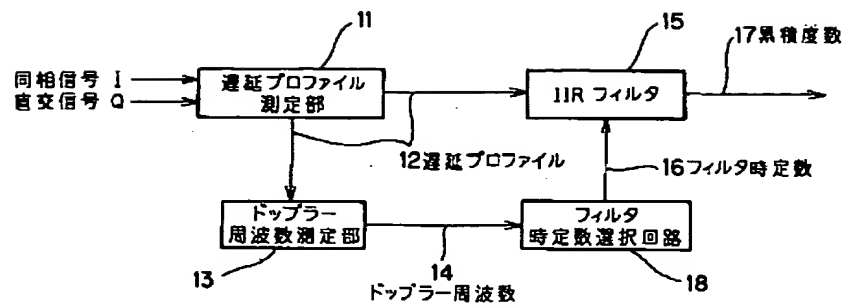 11
15
17累積度数
同相信号 I
直交信号 Q
遅延プロファイル
測定部
IIR フィルタ
12遅延プロファイル
16フィルタ時定数
ドップラー
周波数測定部
フィルタ
時定数選択回路
13
14
ドップラー周波数
18